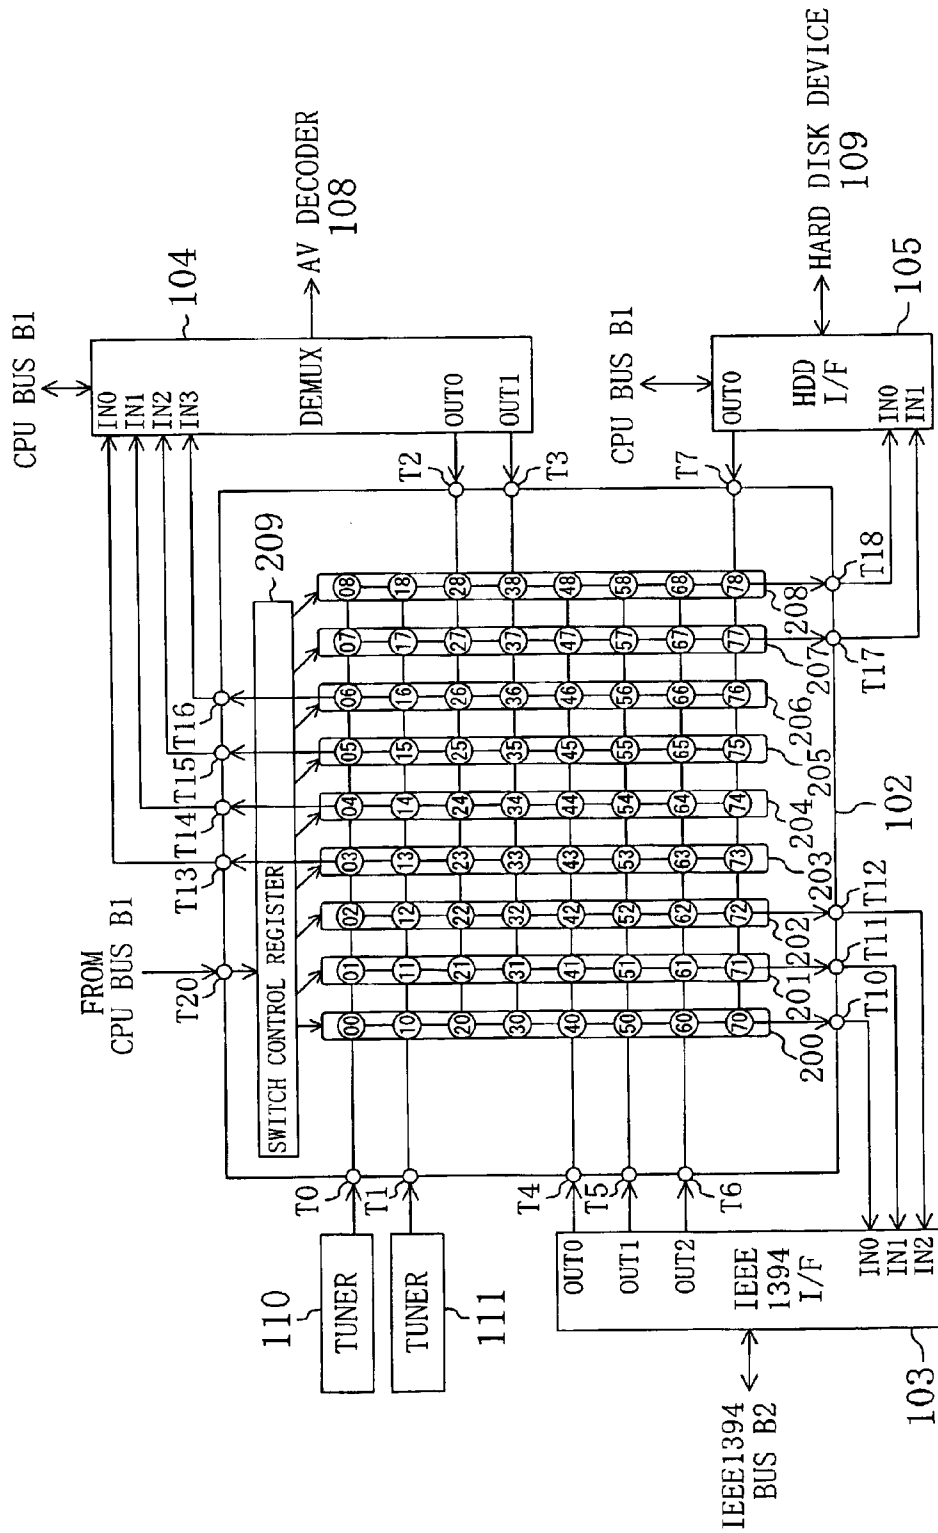 FROM
CPU BUS B1
T20
CPU BUS B1
104
IN0
IN1
IN2
IN3
DEMUX
OUT0
OUT1
AV DECODER
108
T13
T14
T15
T16
SWITCH CONTROL REGISTER
209
T2
T3
110
TUNER
T0
00 01 02 03 04 05 06 07 08
TUNER
111
T1
10 11 12 13 14 15 16 17 18
20 21 22 23 24 25 26 27 28
30 31 32 33 34 35 36 37 38
T4
40 41 42 43 44 45 46 47 48
T5
50 51 52 53 54 55 56 57 58
T6
60 61 62 63 64 65 66 67 68
70 71 72 73 74 75 76 77 78
T7
200
201
202
203
204
205
206
207
208
T10
T11
T12
102
T17
T18
OUT0
OUT1
OUT2
IEEE
1394
I/F
IN0
IN1
IN2
103
IEEE1394
BUS B2
CPU BUS B1
OUT0
HDD
I/F
IN0
IN1
105
HARD DISK DEVICE
109